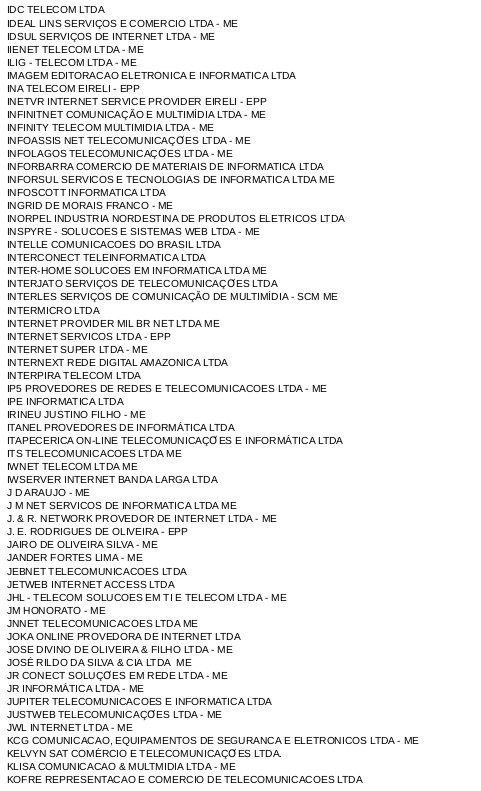 IDC TELECOM LTDA
IDEAL LINS SERVIÇOS E COMERCIO LTDA - ME
IDSUL SERVIÇOS DE INTERNET LTDA - ME
IIENET TELECOM LTDA - ME
ILIG - TELECOM LTDA - ME
IMAGEM EDITORACAO ELETRONICA E INFORMATICA LTDA
INA TELECOM EIRELI - EPP
INETVR INTERNET SERVICE PROVIDER EIRELI - EPP
INFINITNET COMUNICAÇÃO E MULTIMÍDIA LTDA - ME
INFINITY TELECOM MULTIMIDIA LTDA - ME
INFOASSIS NET TELECOMUNICAÇÕES LTDA - ME
INFOLAGOS TELECOMUNICAÇÕES LTDA - ME
INFORBARRA COMERCIO DE MATERIAIS DE INFORMATICA LTDA
INFORSUL SERVICOS E TECNOLOGIAS DE INFORMATICA LTDA ME
INFOSCOTT INFORMATICA LTDA
INGRID DE MORAIS FRANCO - ME
INORPEL INDUSTRIA NORDESTINA DE PRODUTOS ELETRICOS LTDA
INSPYRE - SOLUCOES E SISTEMAS WEB LTDA - ME
INTELLE COMUNICACOES DO BRASIL LTDA
INTERCONECT TELEINFORMATICA LTDA
INTER-HOME SOLUCOES EM INFORMATICA LTDA ME
INTERJATO SERVIÇOS DE TELECOMUNICAÇÕES LTDA
INTERLES SERVIÇOS DE COMUNICAÇÃO DE MULTIMÍDIA - SCM ME
INTERMICRO LTDA
INTERNET PROVIDER MIL BR NET LTDA ME
INTERNET SERVICOS LTDA - EPP
INTERNET SUPER LTDA - ME
INTERNEXT REDE DIGITAL AMAZONICA LTDA
INTERPIRA TELECOM LTDA
IP5 PROVEDORES DE REDES E TELECOMUNICACOES LTDA - ME
IPE INFORMATICA LTDA
IRINEU JUSTINO FILHO - ME
ITANEL PROVEDORES DE INFORMÁTICA LTDA
ITAPECERICA ON-LINE TELECOMUNICAÇÕES E INFORMÁTICA LTDA
ITS TELECOMUNICACOES LTDA ME
IWNET TELECOM LTDA ME
IWSERVER INTERNET BANDA LARGA LTDA
J D ARAUJO - ME
J M NET SERVICOS DE INFORMATICA LTDA ME
J. & R. NETWORK PROVEDOR DE INTERNET LTDA - ME
J. E. RODRIGUES DE OLIVEIRA - EPP
JAIRO DE OLIVEIRA SILVA - ME
JANDER FORTES LIMA - ME
JEBNET TELECOMUNICACOES LTDA
JETWEB INTERNET ACCESS LTDA
JHL - TELECOM SOLUCOES EM TI E TELECOM LTDA - ME
JM HONORATO - ME
JNNET TELECOMUNICACOES LTDA ME
JOKA ONLINE PROVEDORA DE INTERNET LTDA
JOSE DIVINO DE OLIVEIRA & FILHO LTDA - ME
JOSÉ RILDO DA SILVA & CIA LTDA  ME
JR CONECT SOLUÇÕES EM REDE LTDA - ME
JR INFORMÁTICA LTDA - ME
JUPITER TELECOMUNICACOES E INFORMATICA LTDA
JUSTWEB TELECOMUNICAÇÕES LTDA - ME
JWL INTERNET LTDA - ME
KCG COMUNICACAO, EQUIPAMENTOS DE SEGURANCA E ELETRONICOS LTDA - ME
KELVYN SAT COMÉRCIO E TELECOMUNICAÇÕES LTDA.
KLISA COMUNICACAO & MULTMIDIA LTDA - ME
KOFRE REPRESENTACAO E COMERCIO DE TELECOMUNICACOES LTDA